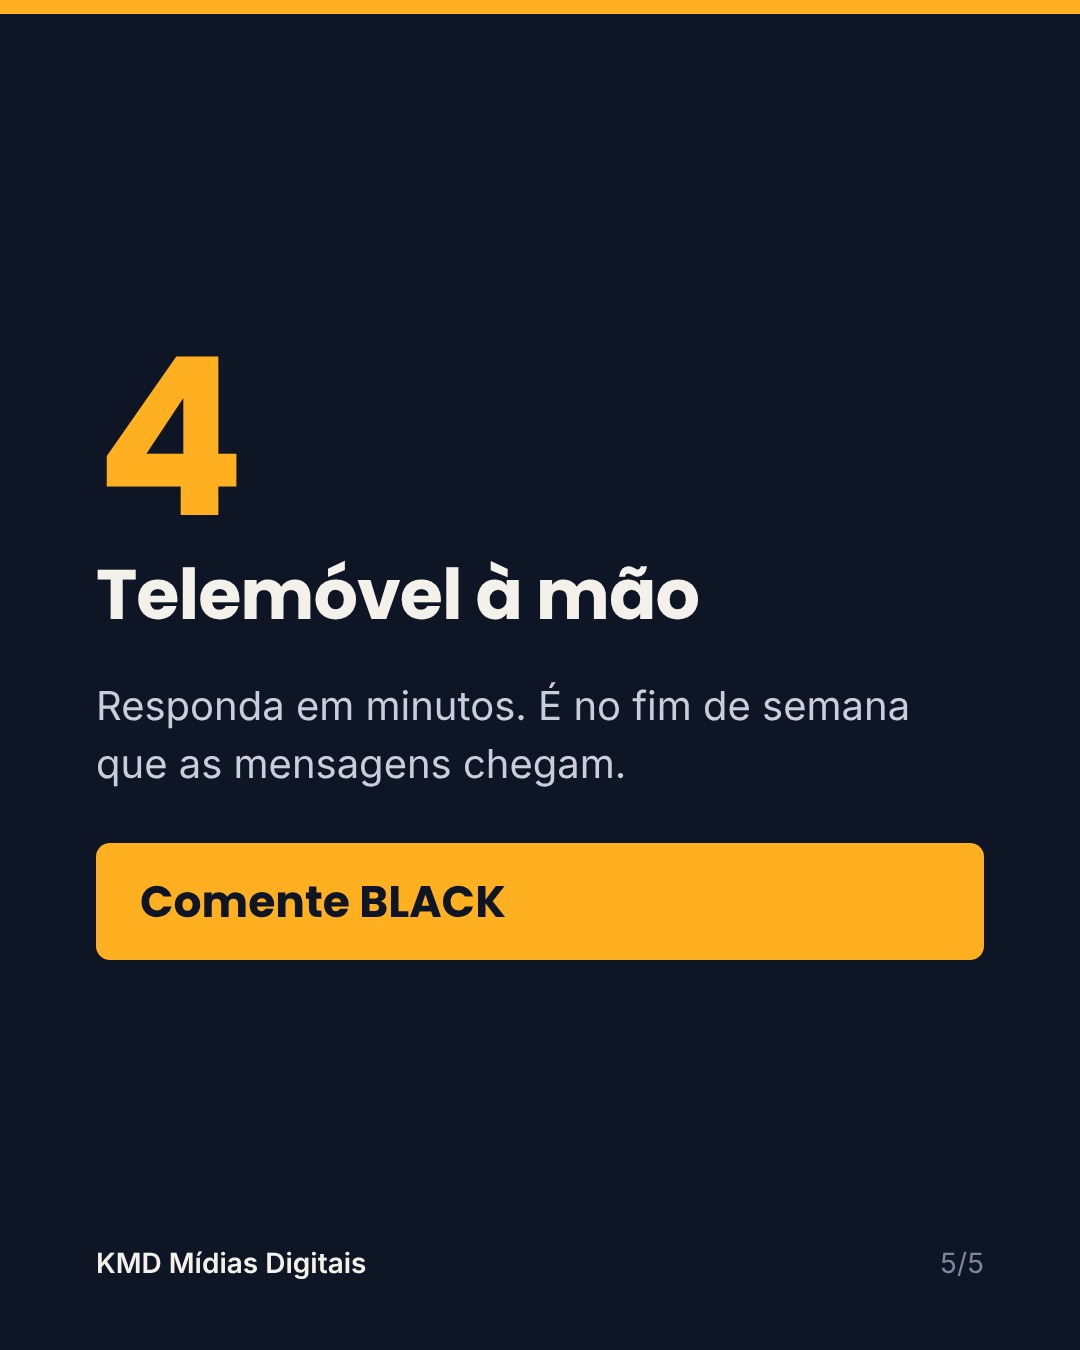 4
Telemóvel à mão
Responda em minutos. É no fim de semana
que as mensagens chegam.
Comente BLACK
KMD Mídias Digitais
5/5